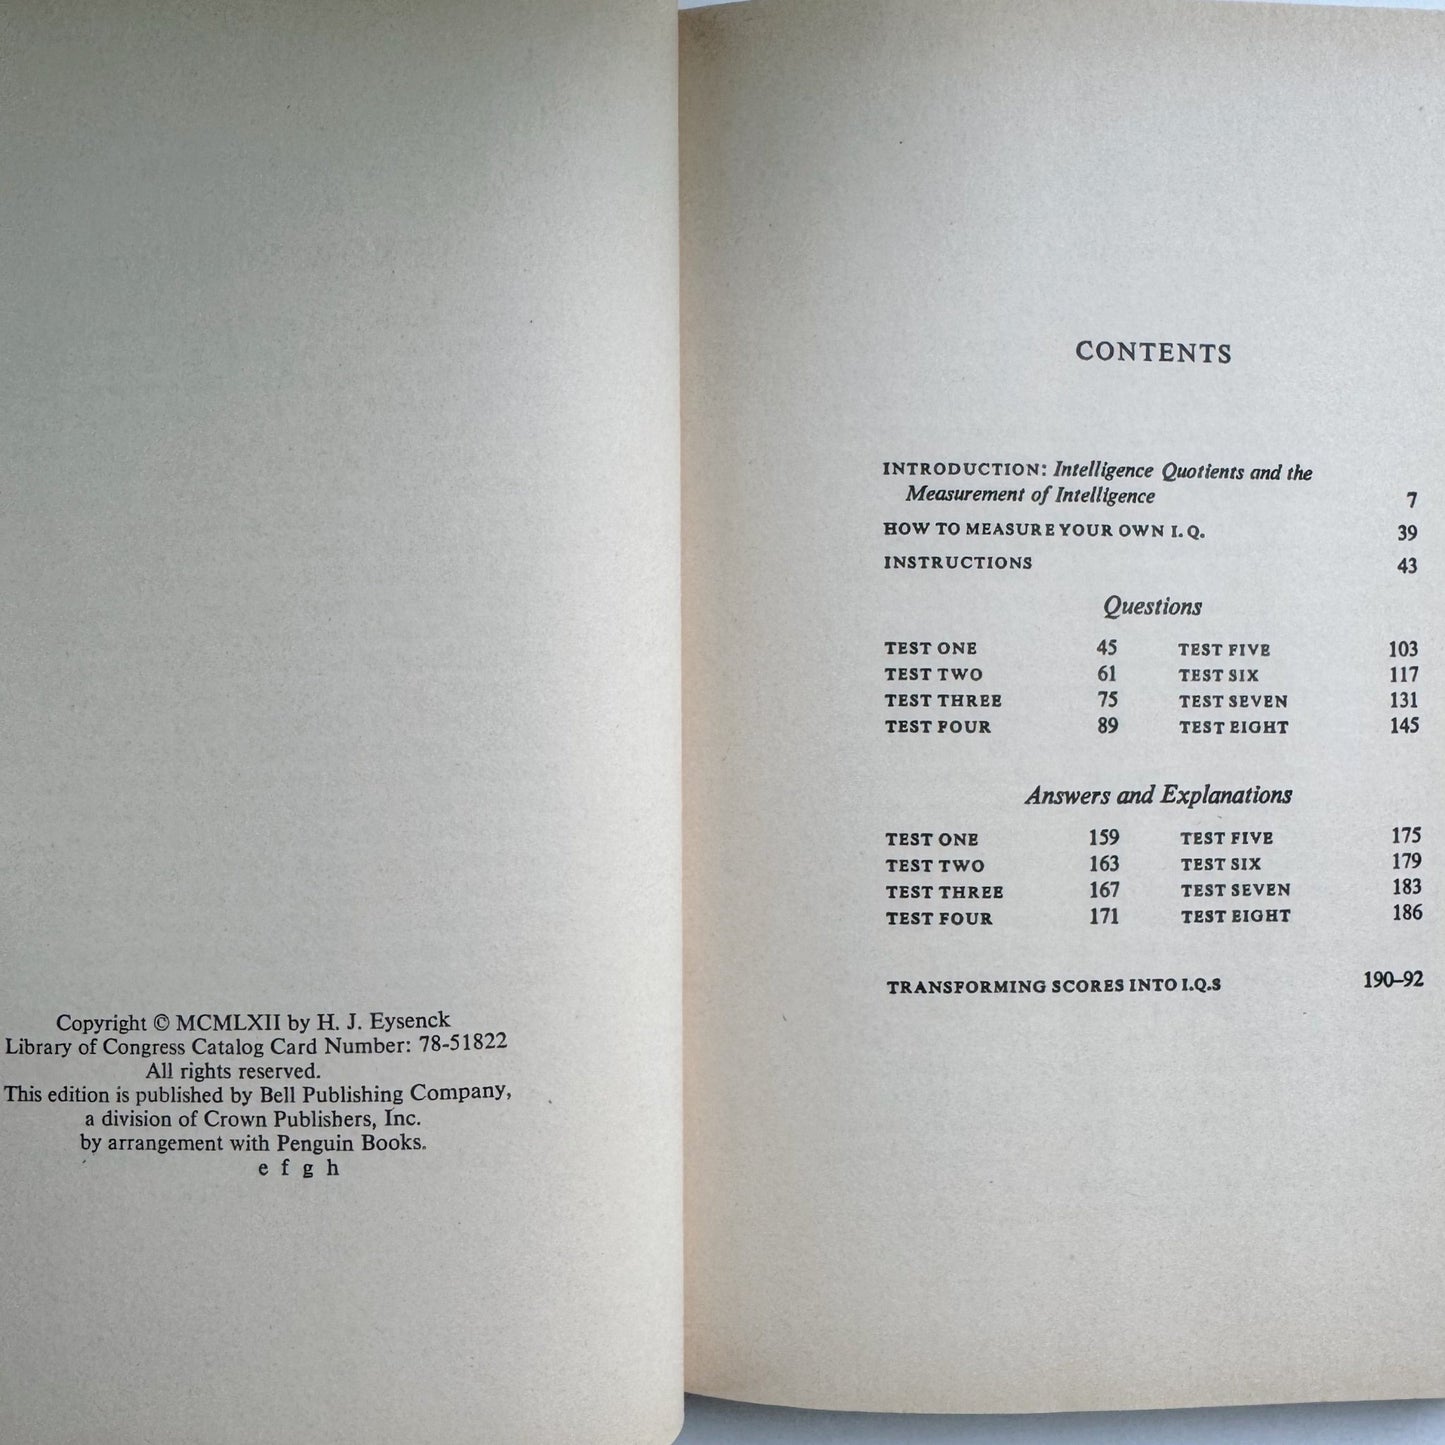 Copyright © MCMLXII by H. J. Eysenck
Library of Congress Catalog Card Number: 78-51822
All rights reserved.
This edition is published by Bell Publishing Company,
a division of Crown Publishers, Inc.
by arrangement with Penguin Books.
e f g h
CONTENTS
INTRODUCTION: Intelligence Quotients and the
Measurement of Intelligence 7
HOW TO MEASURE YOUR OWN I.Q. 39
INSTRUCTIONS 43
Questions
TEST ONE 45 TEST FIVE 103
TEST TWO 61 TEST SIX 117
TEST THREE 75 TEST SEVEN 131
TEST FOUR 89 TEST EIGHT 145
Answers and Explanations
TEST ONE 159 TEST FIVE 175
TEST TWO 163 TEST SIX 179
TEST THREE 167 TEST SEVEN 183
TEST FOUR 171 TEST EIGHT 186
TRANSFORMING SCORES INTO I.Q.S 190–92